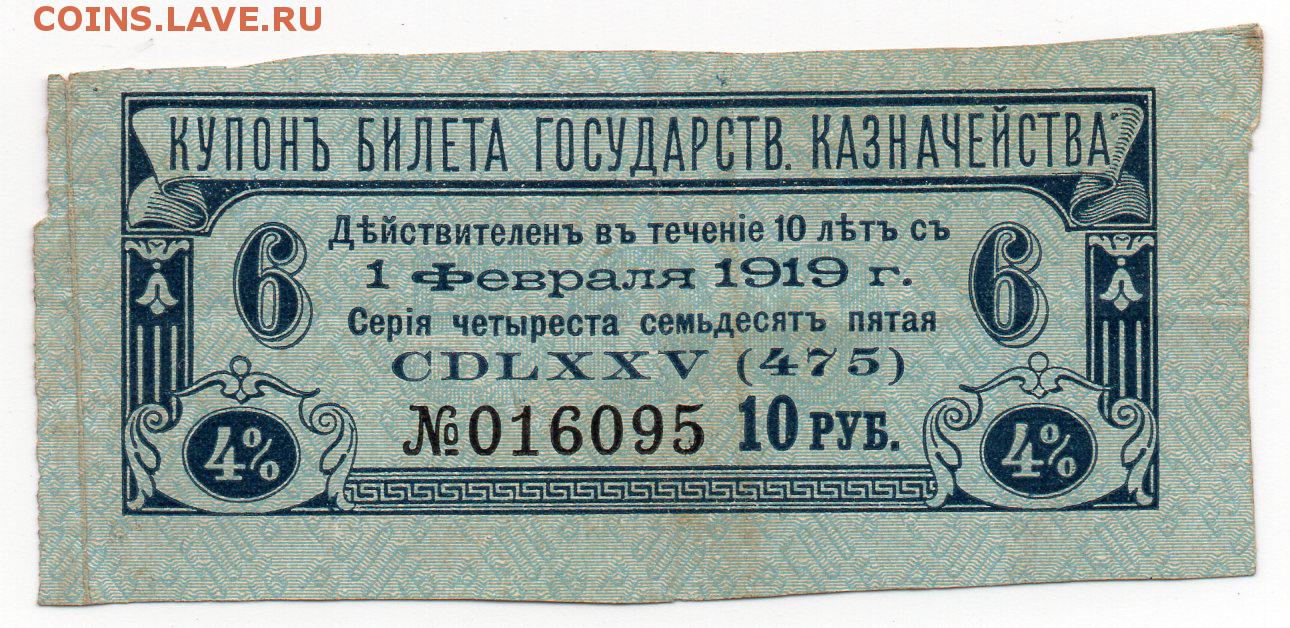 COINS.LAVE.RU
КУПОНЪ БИЛЕТА ГОСУДАРСТВ. КАЗНАЧЕЙСТВА
6 Дѣйствителенъ въ теченіе 10 лѣтъ съ 6
1 Февраля 1919 г.
Серія четыреста семьдесятъ пятая
CDLXXV (475)
№016095 10 РУБ.
4% 4%